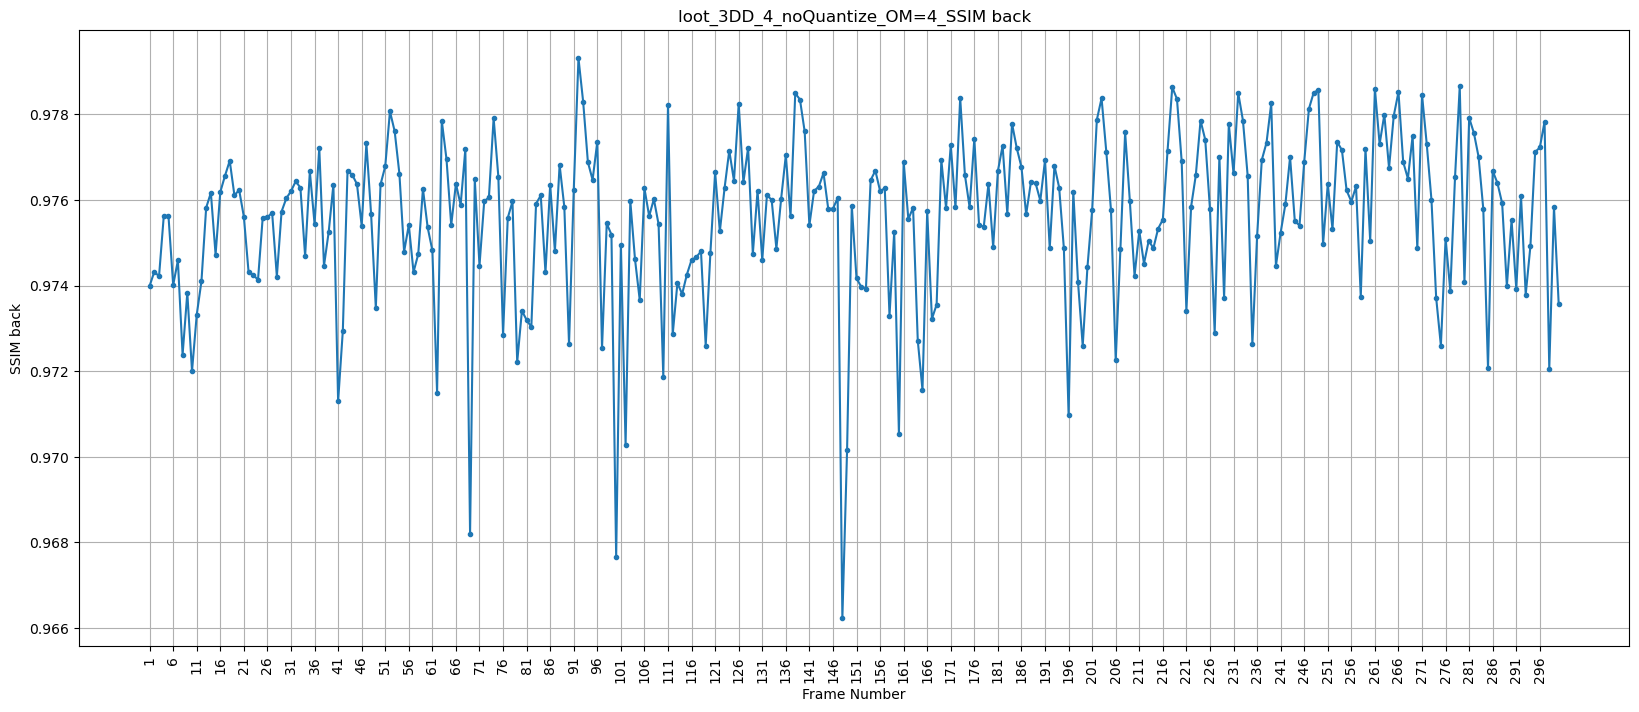 loot_3DD_4_noQuantize_OM=4_SSIM back
SSIM back
0.978
0.976
0.974
0.972
0.970
0.968
0.966
1 6 11 16 21 26 31 36 41 46 51 56 61 66 71 76 81 86 91 96 101 106 111 116 121 126 131 136 141 146 151 156 161 166 171 176 181 186 191 196 201 206 211 216 221 226 231 236 241 246 251 256 261 266 271 276 281 286 291 296
Frame Number